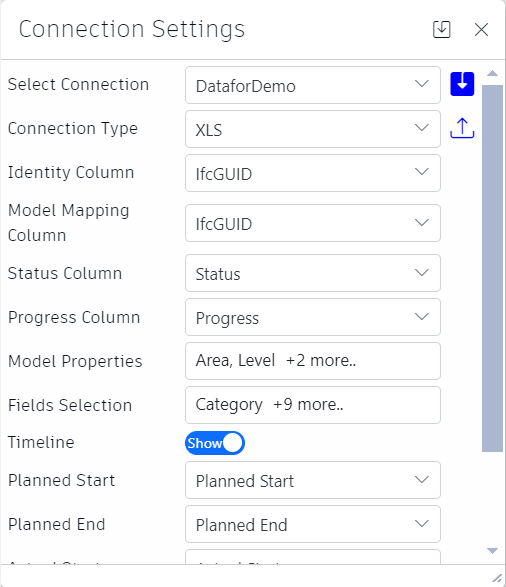 Connection Settings
Select Connection DataforDemo
Connection Type XLS
Identity Column IfcGUID
Model Mapping
Column IfcGUID
Status Column Status
Progress Column Progress
Model Properties Area, Level +2 more..
Fields Selection Category +9 more..
Timeline Show
Planned Start Planned Start
Planned End Planned End